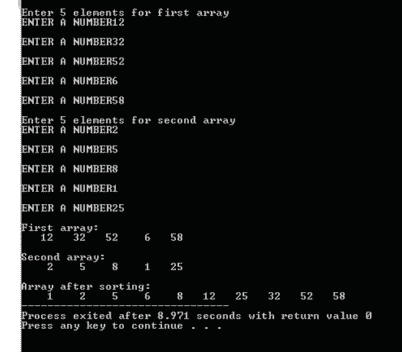 Enter 5 elements for first array
ENTER A NUMBER12
ENTER A NUMBER32
ENTER A NUMBER52
ENTER A NUMBER6
ENTER A NUMBER58
Enter 5 elements for second array
ENTER A NUMBER2
ENTER A NUMBER5
ENTER A NUMBER8
ENTER A NUMBER1
ENTER A NUMBER25
First array:
12 32 52 6 58
Second array:
2 5 8 1 25
Array after sorting:
1 2 5 6 8 12 25 32 52 58
--------------------------------
Process exited after 8.971 seconds with return value 0
Press any key to continue . . .